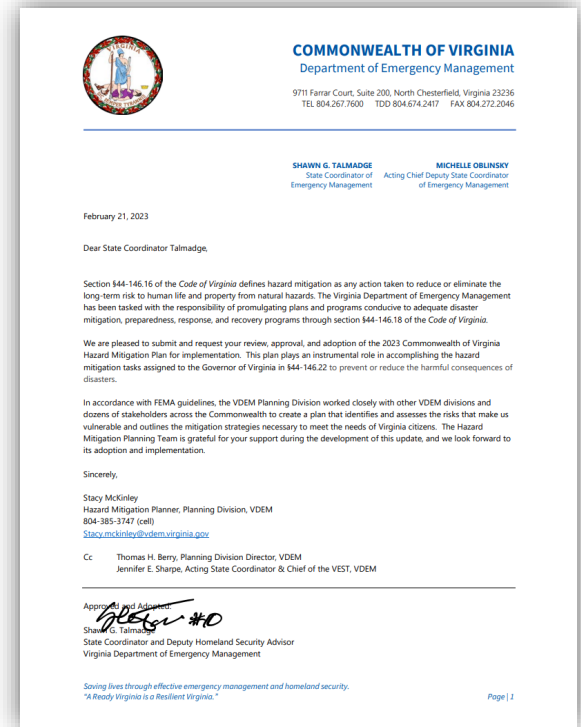 VIRGINIA
COMMONWEALTH OF VIRGINIA
Department of Emergency Management
9711 Farrar Court, Suite 200, North Chesterfield, Virginia 23236
TEL 804.267.7600 TDD 804.674.2417 FAX 804.272.2046
SHAWN G. TALMADGE
State Coordinator of
Emergency Management
MICHELLE OBLINSKY
Acting Chief Deputy State Coordinator
of Emergency Management
February 21, 2023
Dear State Coordinator Talmadge,
Section §44-146.16 of the Code of Virginia defines hazard mitigation as any action taken to reduce or eliminate the
long-term risk to human life and property from natural hazards. The Virginia Department of Emergency Management
has been tasked with the responsibility of promulgating plans and programs conducive to adequate disaster
mitigation, preparedness, response, and recovery programs through section §44-146.18 of the Code of Virginia.
We are pleased to submit and request your review, approval, and adoption of the 2023 Commonwealth of Virginia
Hazard Mitigation Plan for implementation. This plan plays an instrumental role in accomplishing the hazard
mitigation tasks assigned to the Governor of Virginia in §44-146.22 to prevent or reduce the harmful consequences of
disasters.
In accordance with FEMA guidelines, the VDEM Planning Division worked closely with other VDEM divisions and
dozens of stakeholders across the Commonwealth to create a plan that identifies and assesses the risks that make us
vulnerable and outlines the mitigation strategies necessary to meet the needs of Virginia citizens. The Hazard
Mitigation Planning Team is grateful for your support during the development of this update, and we look forward to
its adoption and implementation.
Sincerely,
Stacy McKinley
Hazard Mitigation Planner, Planning Division, VDEM
804-385-3747 (cell)
Stacy.mckinley@vdem.virginia.gov
Cc Thomas H. Berry, Planning Division Director, VDEM
Jennifer E. Sharpe, Acting State Coordinator & Chief of the VEST, VDEM
Approved and Adopted:
Shawn G. Talmadge
State Coordinator and Deputy Homeland Security Advisor
Virginia Department of Emergency Management
Saving lives through effective emergency management and homeland security.
"A Ready Virginia is a Resilient Virginia."
Page | 1